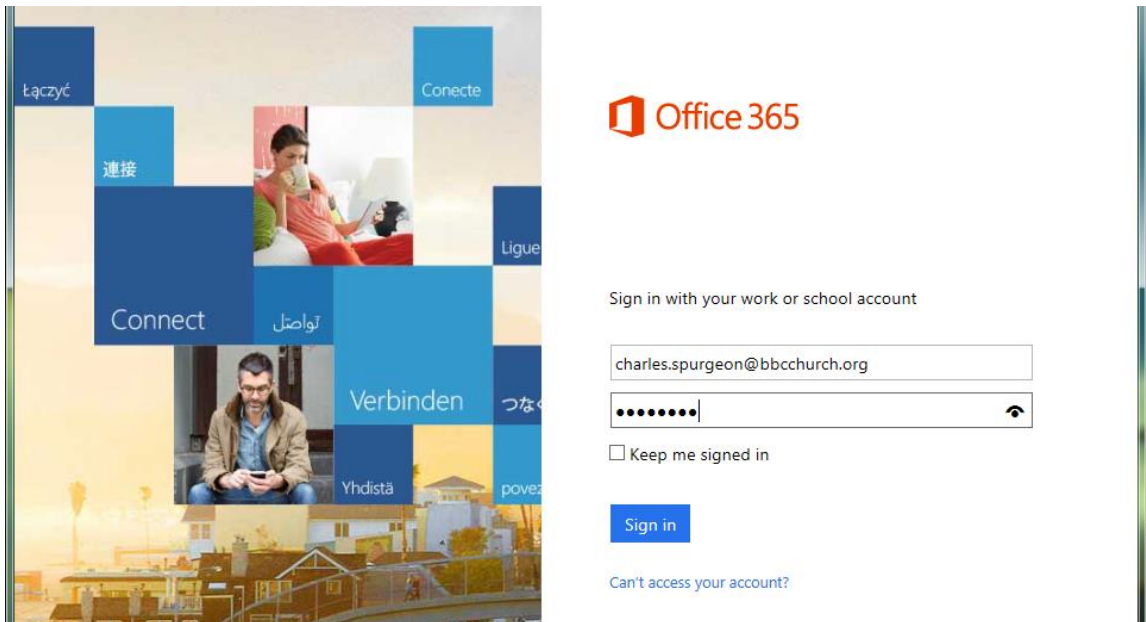 Łączyć
Conecte
連接
Ligue
Connect
تواصل
Verbinden
つな
Yhdistä
povez
Office 365
Sign in with your work or school account
charles.spurgeon@bbcchurch.org
••••••••
Keep me signed in
Sign in
Can't access your account?